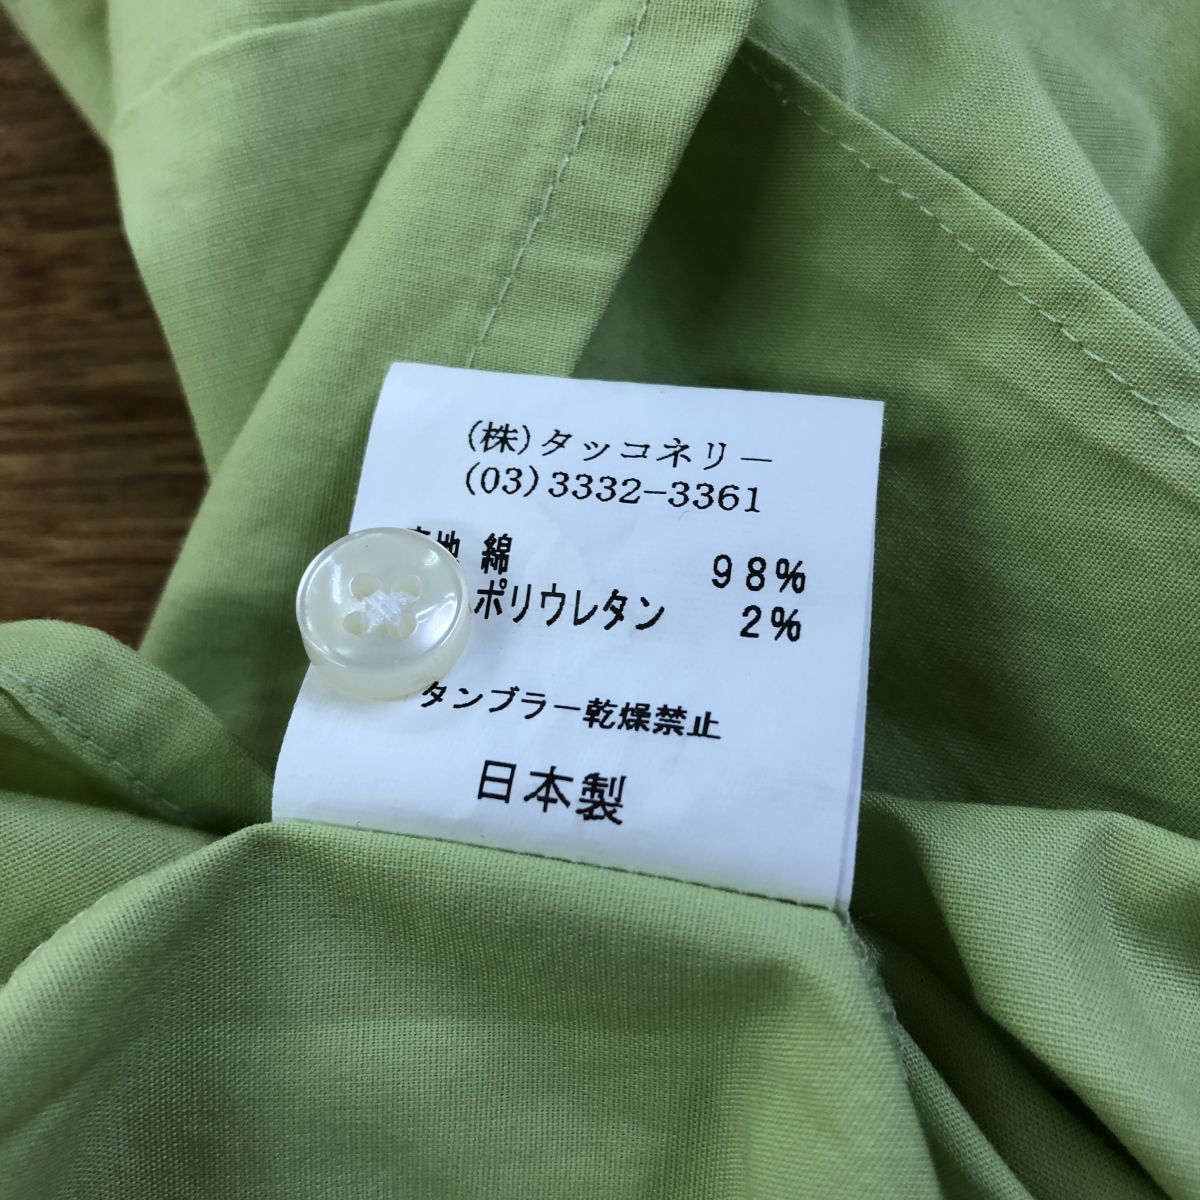 (株)タッコネリー
(03)3332-3361
綿 98%
ポリウレタン 2%
タンブラー乾燥禁止
日本製